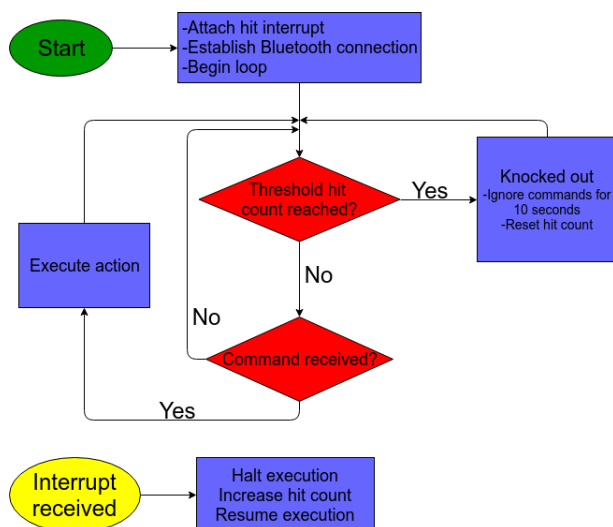 Start
-Attach hit interrupt
-Establish Bluetooth connection
-Begin loop
Threshold hit
count reached?
Yes
Knocked out
-Ignore commands for
10 seconds
-Reset hit count
Execute action
No
No
Command received?
Yes
Interrupt
received
Halt execution
Increase hit count
Resume execution